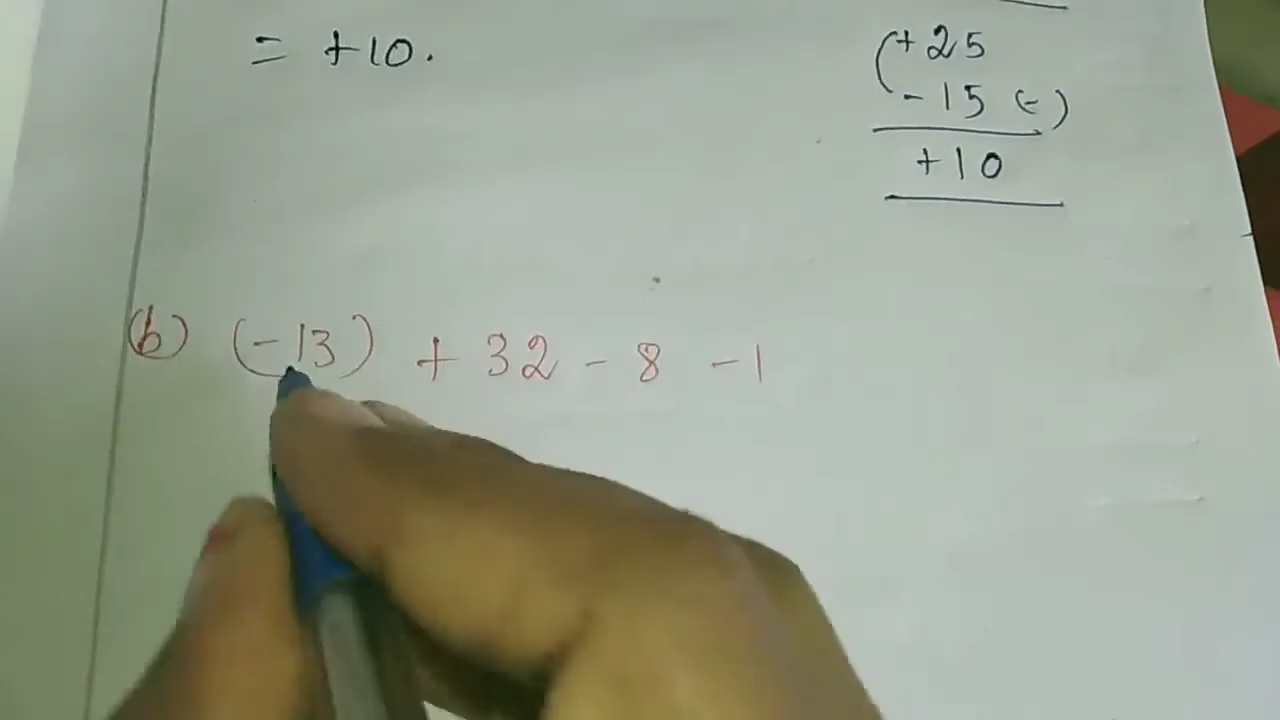 = +10.
(+25
-15 (-)
+10
(b) (-13) + 32 - 8 -1